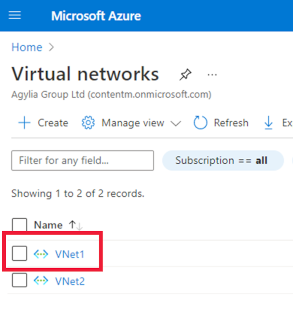 Microsoft Azure
Home >
Virtual networks
Agylia Group Ltd (contentm.onmicrosoft.com)
+ Create Manage view Refresh Ex
Filter for any field... Subscription == all
Showing 1 to 2 of 2 records.
Name ↑↓
VNet1
VNet2